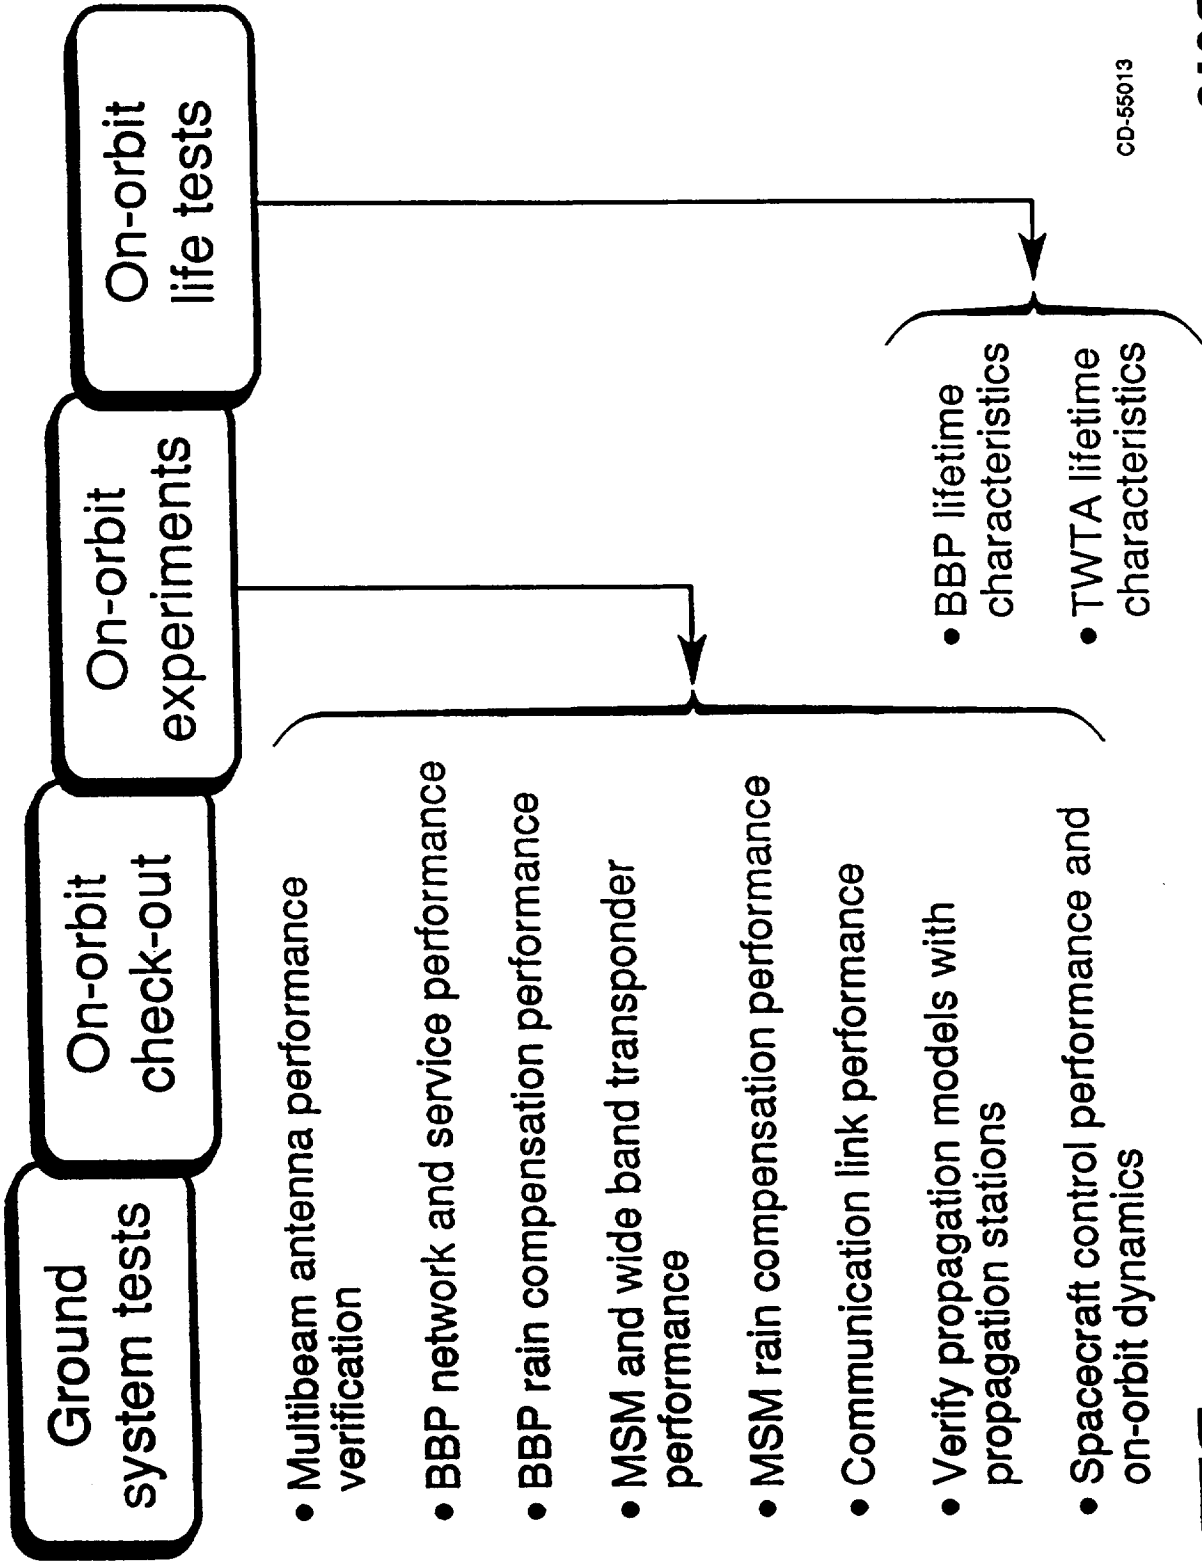 Ground
system tests
On-orbit
check-out
On-orbit
experiments
On-orbit
life tests
• Multibeam antenna performance
verification
• BBP network and service performance
• BBP rain compensation performance
• MSM and wide band transponder
performance
• MSM rain compensation performance
• Communication link performance
• Verify propagation models with
propagation stations
• Spacecraft control performance and
on-orbit dynamics
• BBP lifetime
characteristics
• TWTA lifetime
characteristics
CD-55013